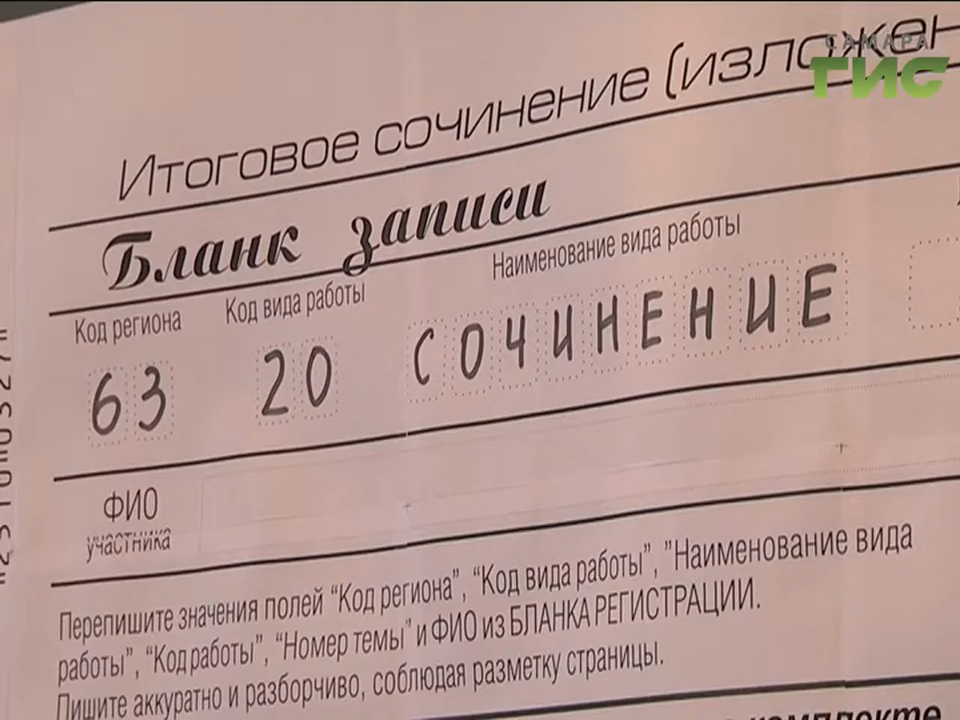 САМАРА
ГИС
Итоговое сочинение (изложен
Бланк записи
Код региона Код вида работы Наименование вида работы
63 20 СОЧИНЕНИЕ
ФИО
участника
Перепишите значения полей “Код региона”, “Код вида работы”, ”Наименование вида
работы”, “Код работы”, “Номер темы” и ФИО из БЛАНКА РЕГИСТРАЦИИ.
Пишите аккуратно и разборчиво, соблюдая разметку страницы.
комплекте